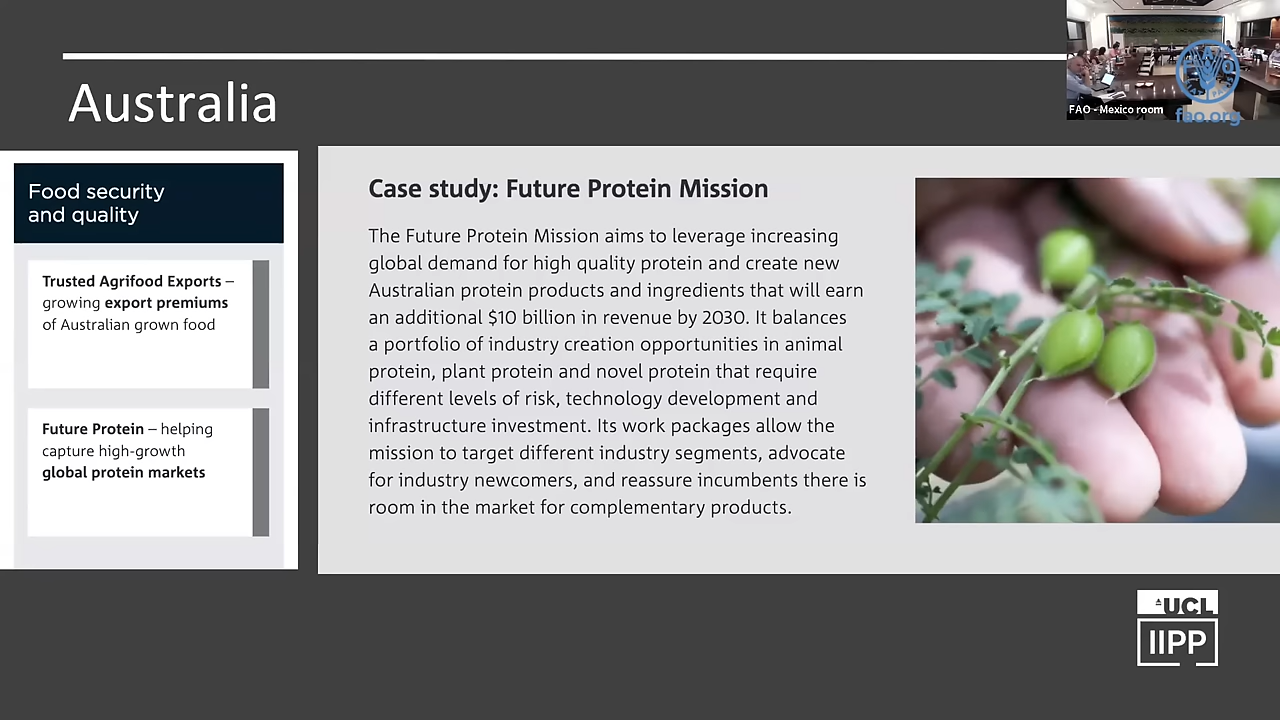 Australia
FAO - Mexico room
fao.org
Food security
and quality
Trusted Agrifood Exports –
growing export premiums
of Australian grown food
Future Protein – helping
capture high-growth
global protein markets
Case study: Future Protein Mission
The Future Protein Mission aims to leverage increasing
global demand for high quality protein and create new
Australian protein products and ingredients that will earn
an additional $10 billion in revenue by 2030. It balances
a portfolio of industry creation opportunities in animal
protein, plant protein and novel protein that require
different levels of risk, technology development and
infrastructure investment. Its work packages allow the
mission to target different industry segments, advocate
for industry newcomers, and reassure incumbents there is
room in the market for complementary products.
UCL
IIPP